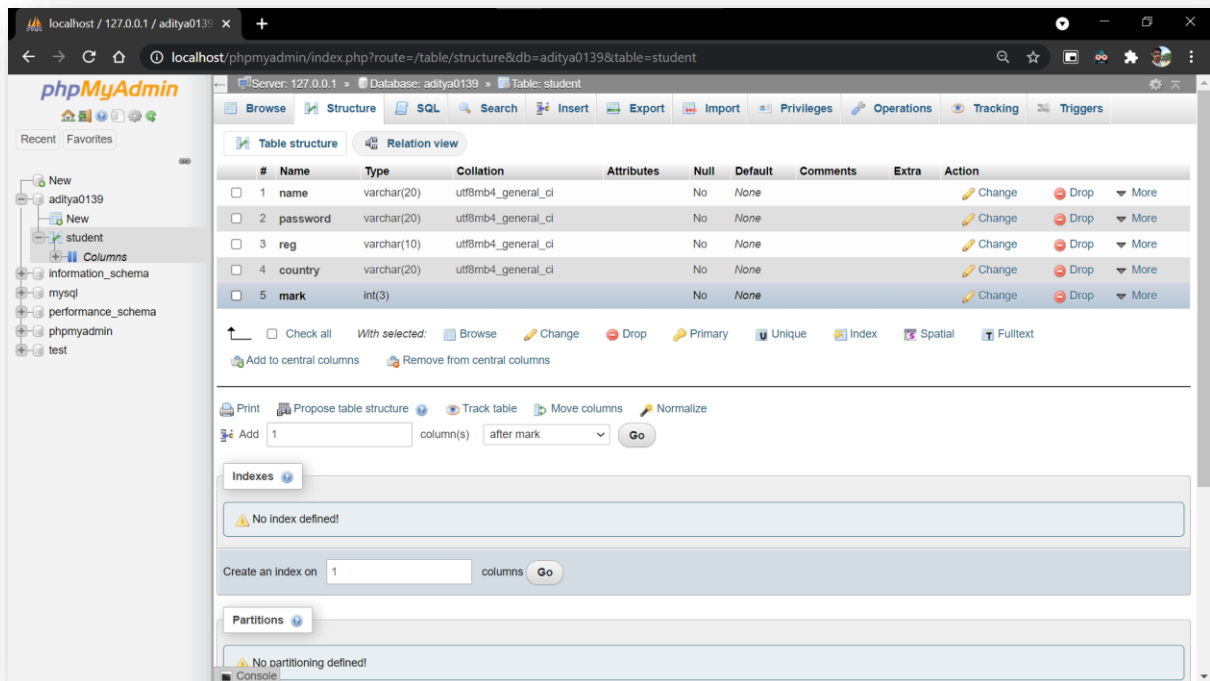 localhost / 127.0.0.1 / aditya0139
localhost/phpmyadmin/index.php?route=/table/structure&db=aditya0139&table=student
phpMyAdmin
Recent Favorites
New
aditya0139
New
student
Columns
information_schema
mysql
performance_schema
phpmyadmin
test
Server: 127.0.0.1 » Database: aditya0139 » Table: student
Browse Structure SQL Search Insert Export Import Privileges Operations Tracking Triggers
Table structure Relation view
# Name Type Collation Attributes Null Default Comments Extra Action
1 name varchar(20) utf8mb4_general_ci No None Change Drop More
2 password varchar(20) utf8mb4_general_ci No None Change Drop More
3 reg varchar(10) utf8mb4_general_ci No None Change Drop More
4 country varchar(20) utf8mb4_general_ci No None Change Drop More
5 mark int(3) No None Change Drop More
Check all With selected: Browse Change Drop Primary Unique Index Spatial Fulltext
Add to central columns Remove from central columns
Print Propose table structure Track table Move columns Normalize
Add 1 column(s) after mark Go
Indexes
No index defined!
Create an index on 1 columns Go
Partitions
No partitioning defined!
Console